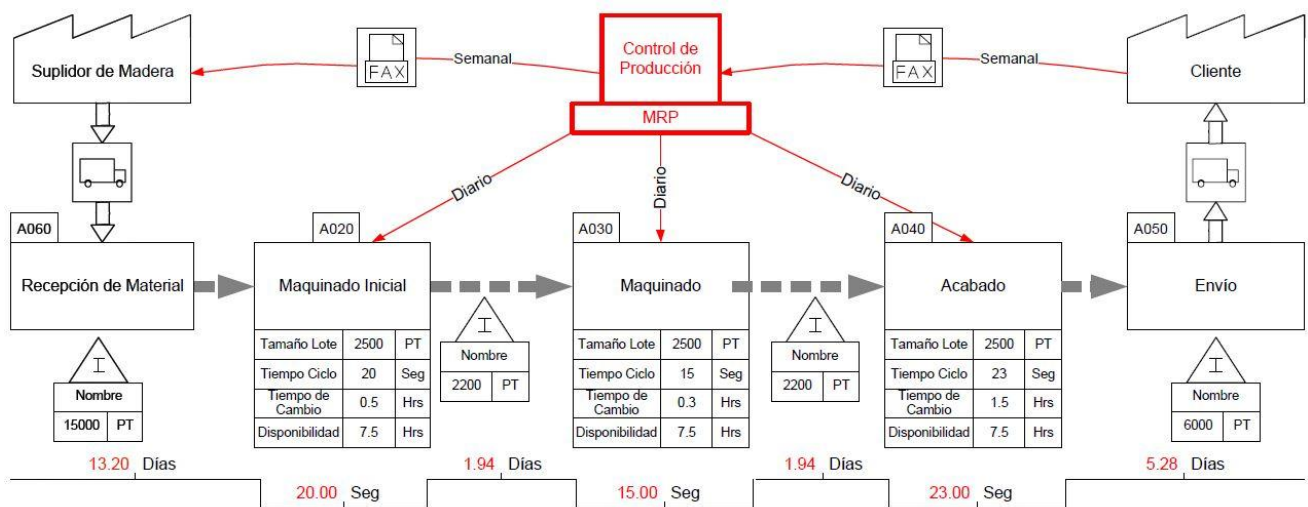 Suplidor de Madera
FAX
Semanal
Control de
Producción
MRP
FAX
Semanal
Cliente
Diario
Diario
Diario
A060
Recepción de Material
A020
Maquinado Inicial
A030
Maquinado
A040
Acabado
A050
Envío
I
Nombre
15000 PT
Tamaño Lote 2500 PT
Tiempo Ciclo 20 Seg
Tiempo de
Cambio 0.5 Hrs
Disponibilidad 7.5 Hrs
I
Nombre
2200 PT
Tamaño Lote 2500 PT
Tiempo Ciclo 15 Seg
Tiempo de
Cambio 0.3 Hrs
Disponibilidad 7.5 Hrs
I
Nombre
2200 PT
Tamaño Lote 2500 PT
Tiempo Ciclo 23 Seg
Tiempo de
Cambio 1.5 Hrs
Disponibilidad 7.5 Hrs
I
Nombre
6000 PT
13.20 Días
20.00 Seg
1.94 Días
15.00 Seg
1.94 Días
23.00 Seg
5.28 Días